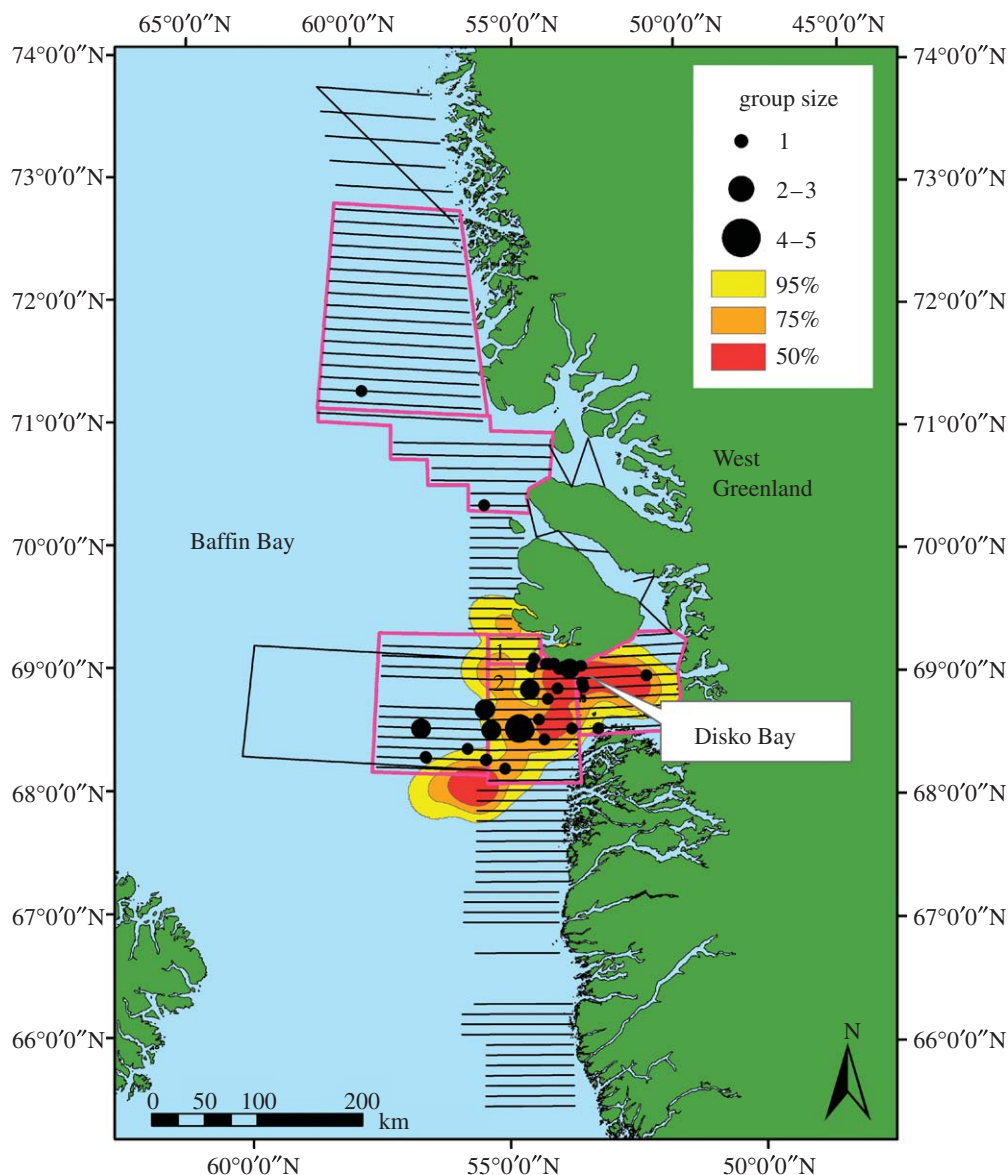 65°0′0″W 60°0′0″W 55°0′0″W 50°0′0″W 45°0′0″W
74°0′0″N 74°0′0″N
group size
1
2–3
73°0′0″N 73°0′0″N
4–5
95%
72°0′0″N 72°0′0″N
75%
50%
71°0′0″N 71°0′0″N
West
Greenland
Baffin Bay
70°0′0″N 70°0′0″N
1
69°0′0″N 69°0′0″N
2
Disko Bay
68°0′0″N 68°0′0″N
67°0′0″N 67°0′0″N
66°0′0″N 66°0′0″N
N
0 50 100 200
km
60°0′0″W 55°0′0″W 50°0′0″W